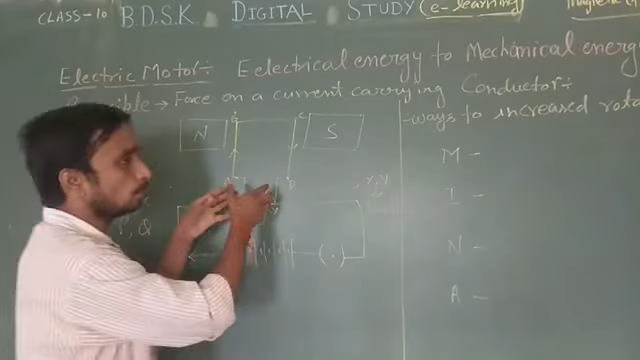 CLASS-10 B.D.S.K. DIGITAL STUDY (e-learning)
Electric Motor:- Eelectrical energy to Mechanical energ
Force on a current carrying Conductor:-
-ways to increased rota
N
S
M -
I -
N -
A -